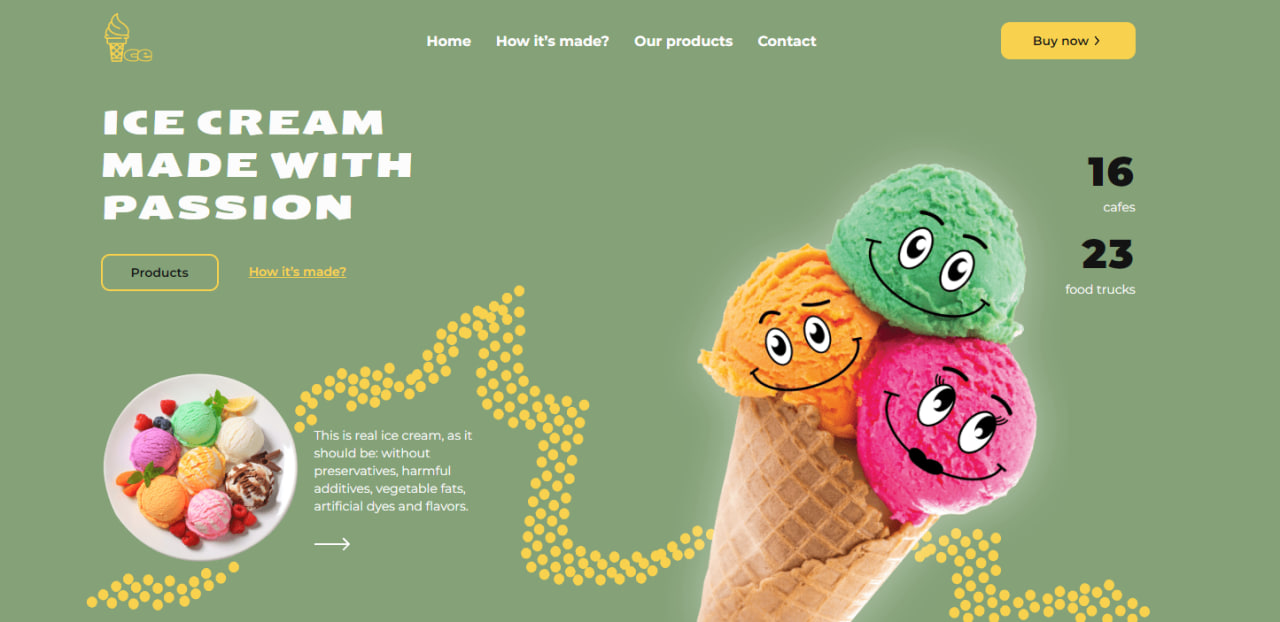 ice
Home
How it's made?
Our products
Contact
Buy now
ICE CREAM
MADE WITH
PASSION
Products
How it's made?
16
cafes
23
food trucks
This is real ice cream, as it
should be: without
preservatives, harmful
additives, vegetable fats,
artificial dyes and flavors.